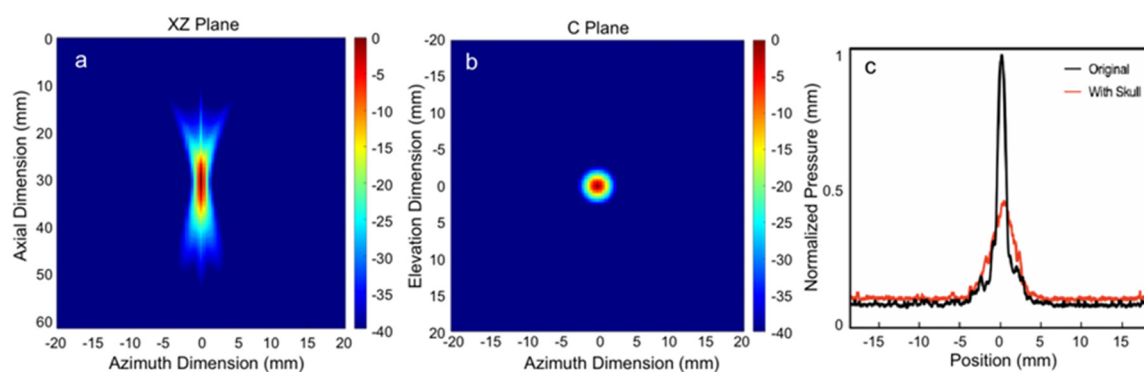 XZ Plane
a
0
10
20
30
40
50
60
Axial Dimension (mm)
-20 -15 -10 -5 0 5 10 15 20
Azimuth Dimension (mm)
0
-5
-10
-15
-20
-25
-30
-35
-40
C Plane
b
-20
-15
-10
-5
0
5
10
15
20
Elevation Dimension (mm)
-20 -15 -10 -5 0 5 10 15 20
Azimuth Dimension (mm)
0
-5
-10
-15
-20
-25
-30
-35
-40
c
Original
With Skull
1
0.5
0
Normalized Pressure (mm)
-15 -10 -5 0 5 10 15
Position (mm)